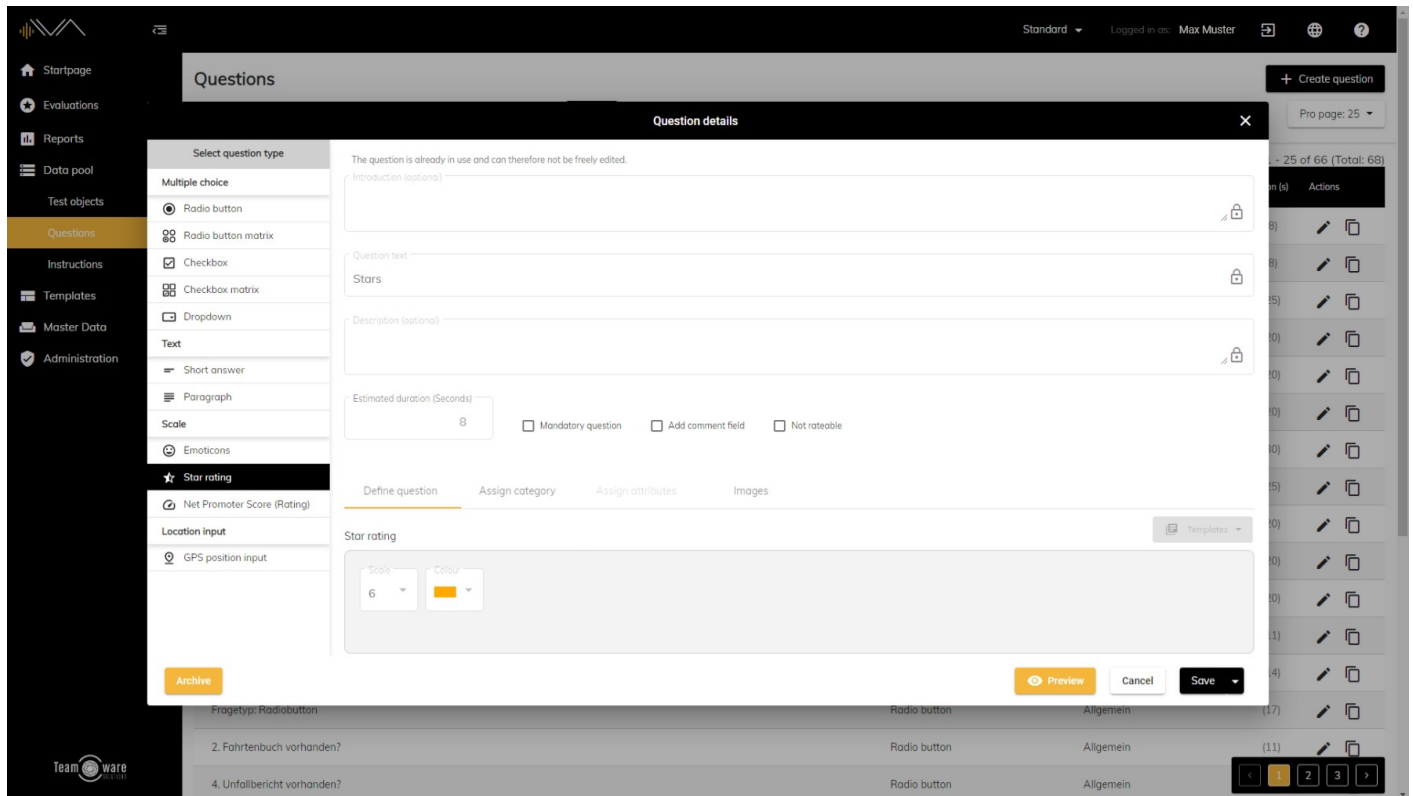 Standard
Logged in as: Max Muster
Startpage
Evaluations
Reports
Data pool
Test objects
Questions
Instructions
Templates
Master Data
Administration
Team ware
SOLUTIONS
Questions
+ Create question
Pro page: 25
- 25 of 66 (Total: 68)
Actions
Question details
Select question type
Multiple choice
Radio button
Radio button matrix
Checkbox
Checkbox matrix
Dropdown
Text
Short answer
Paragraph
Scale
Emoticons
Star rating
Net Promoter Score (Rating)
Location input
GPS position input
The question is already in use and can therefore not be freely edited.
Introduction (optional)
Question text
Stars
Description (optional)
Estimated duration (Seconds)
8
Mandatory question
Add comment field
Not rateable
Define question
Assign category
Assign attributes
Images
Star rating
Templates
Scale
6
Colour
Archive
Preview
Cancel
Save
Fragetyp: Radiobutton Radio button Allgemein (17)
2. Fahrtenbuch vorhanden? Radio button Allgemein (11)
4. Unfallbericht vorhanden? Radio button Allgemein
1 2 3